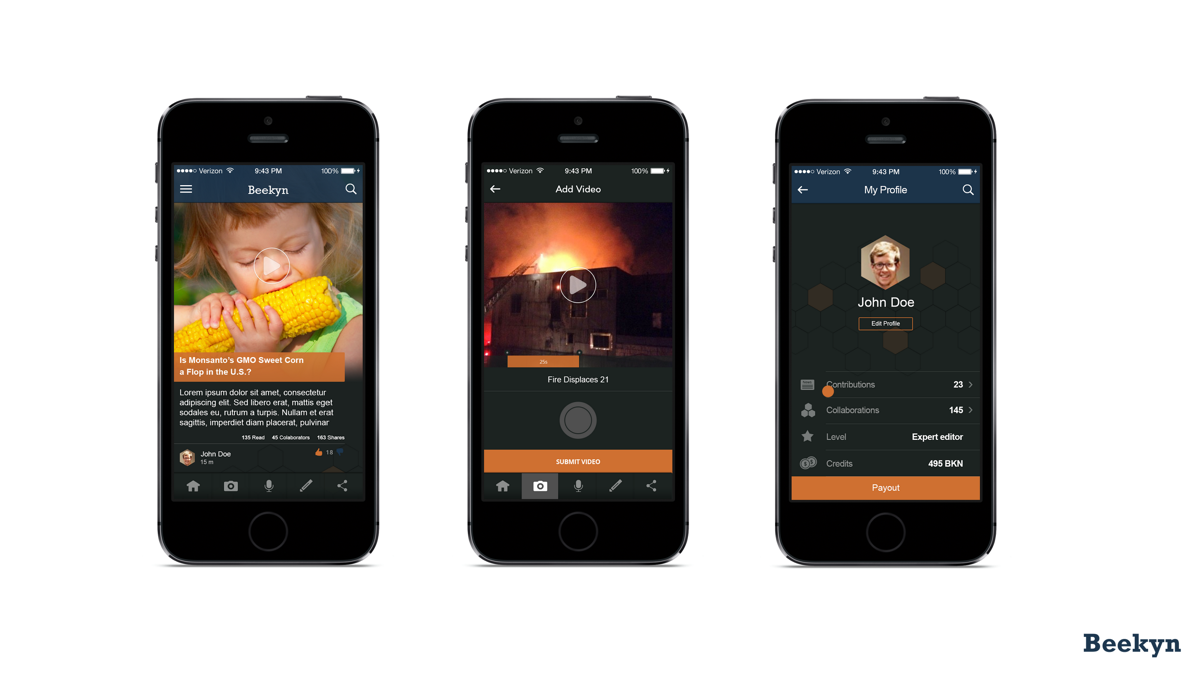 Verizon 9:43 PM 100%
Beekyn
Is Monsanto's GMO Sweet Corn
a Flop in the U.S.?
Lorem ipsum dolor sit amet, consectetur
adipiscing elit. Sed libero erat, mattis eget
sodales eu, rutrum a turpis. Nullam et erat
sagittis, imperdiet diam placerat, pulvinar
135 Read 45 Colaborators 163 Shares
John Doe 18
15 m
Verizon 9:43 PM 100%
Add Video
25s
Fire Displaces 21
SUBMIT VIDEO
Verizon 9:43 PM 100%
My Profile
John Doe
Edit Profile
Contributions 23
Collaborations 145
Level Expert editor
Credits 495 BKN
Payout
Beekyn